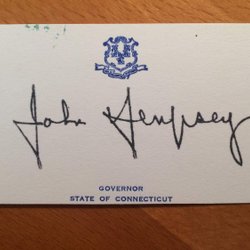 John Dempsey
GOVERNOR
STATE OF CONNECTICUT